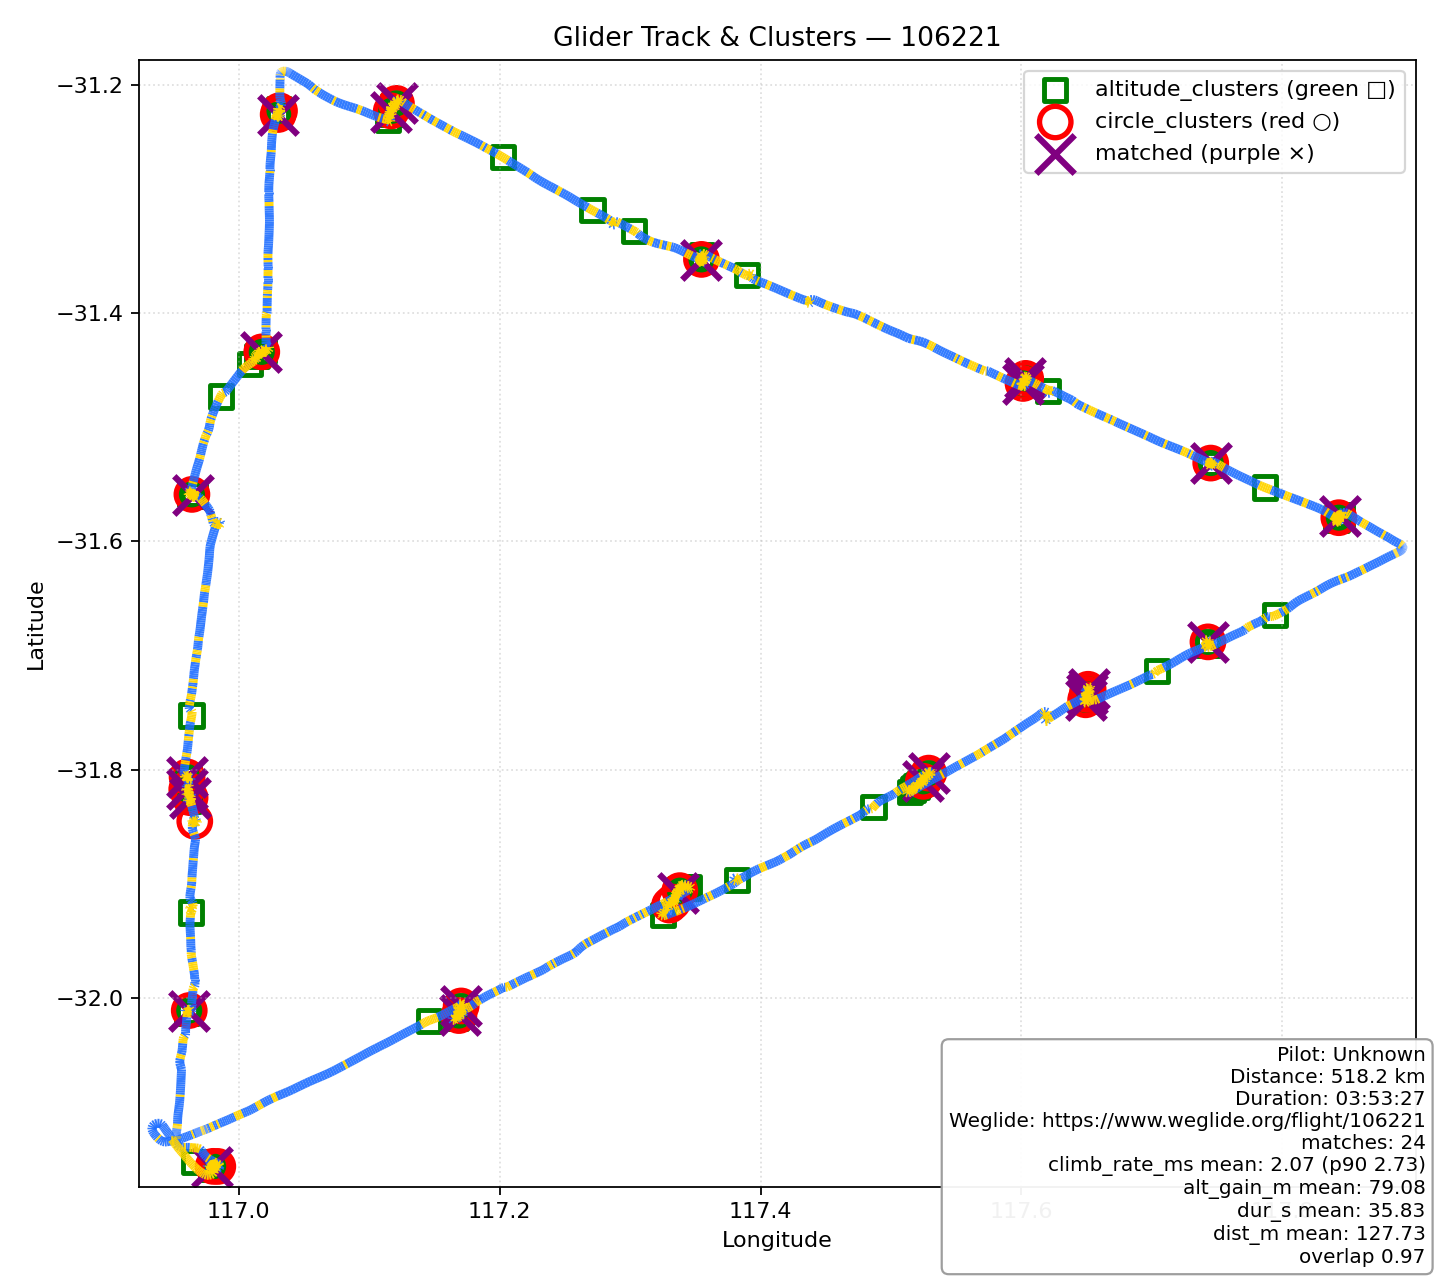 Glider Track & Clusters — 106221
altitude_clusters (green □)
circle_clusters (red ○)
matched (purple ×)
Latitude
−31.2
−31.4
−31.6
−31.8
−32.0
117.0
117.2
117.4
117.6
Longitude
Pilot: Unknown
Distance: 518.2 km
Duration: 03:53:27
Weglide: https://www.weglide.org/flight/106221
matches: 24
climb_rate_ms mean: 2.07 (p90 2.73)
alt_gain_m mean: 79.08
dur_s mean: 35.83
dist_m mean: 127.73
overlap 0.97